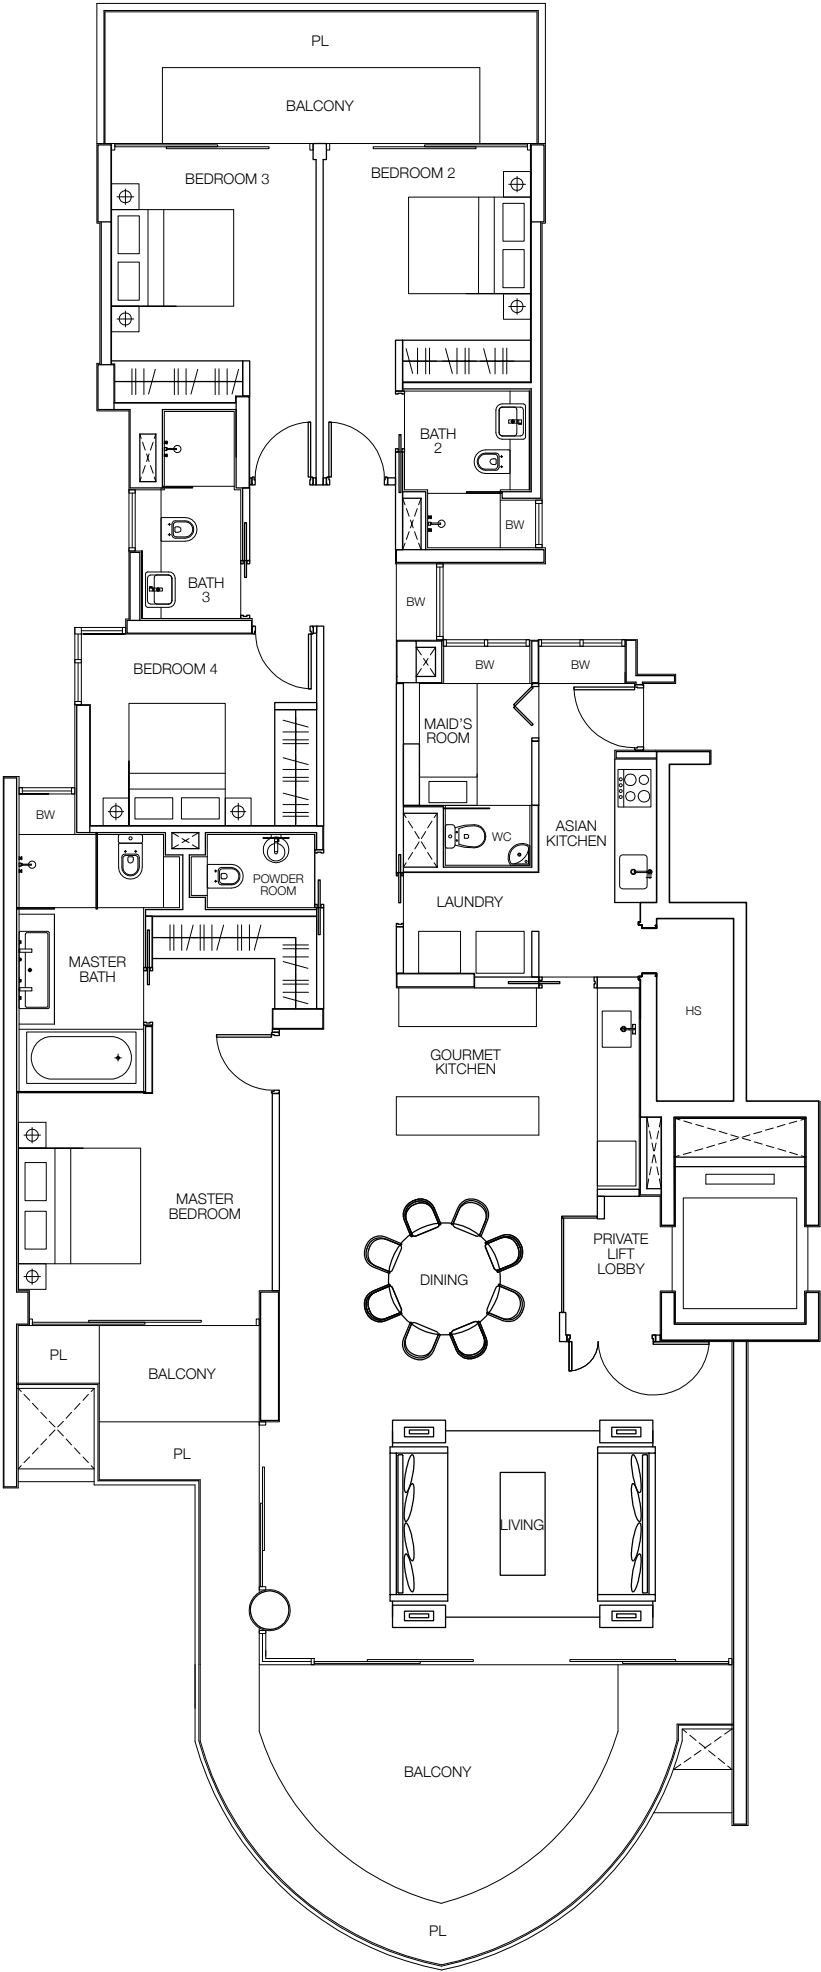 PL
BALCONY
BEDROOM 3
BEDROOM 2
BATH
2
BW
BATH
3
BW
BEDROOM 4
BW
BW
MAID'S
ROOM
BW
ASIAN
KITCHEN
WC
POWDER
ROOM
LAUNDRY
MASTER
BATH
HS
GOURMET
KITCHEN
MASTER
BEDROOM
PRIVATE
LIFT
LOBBY
DINING
PL
BALCONY
PL
LIVING
BALCONY
PL